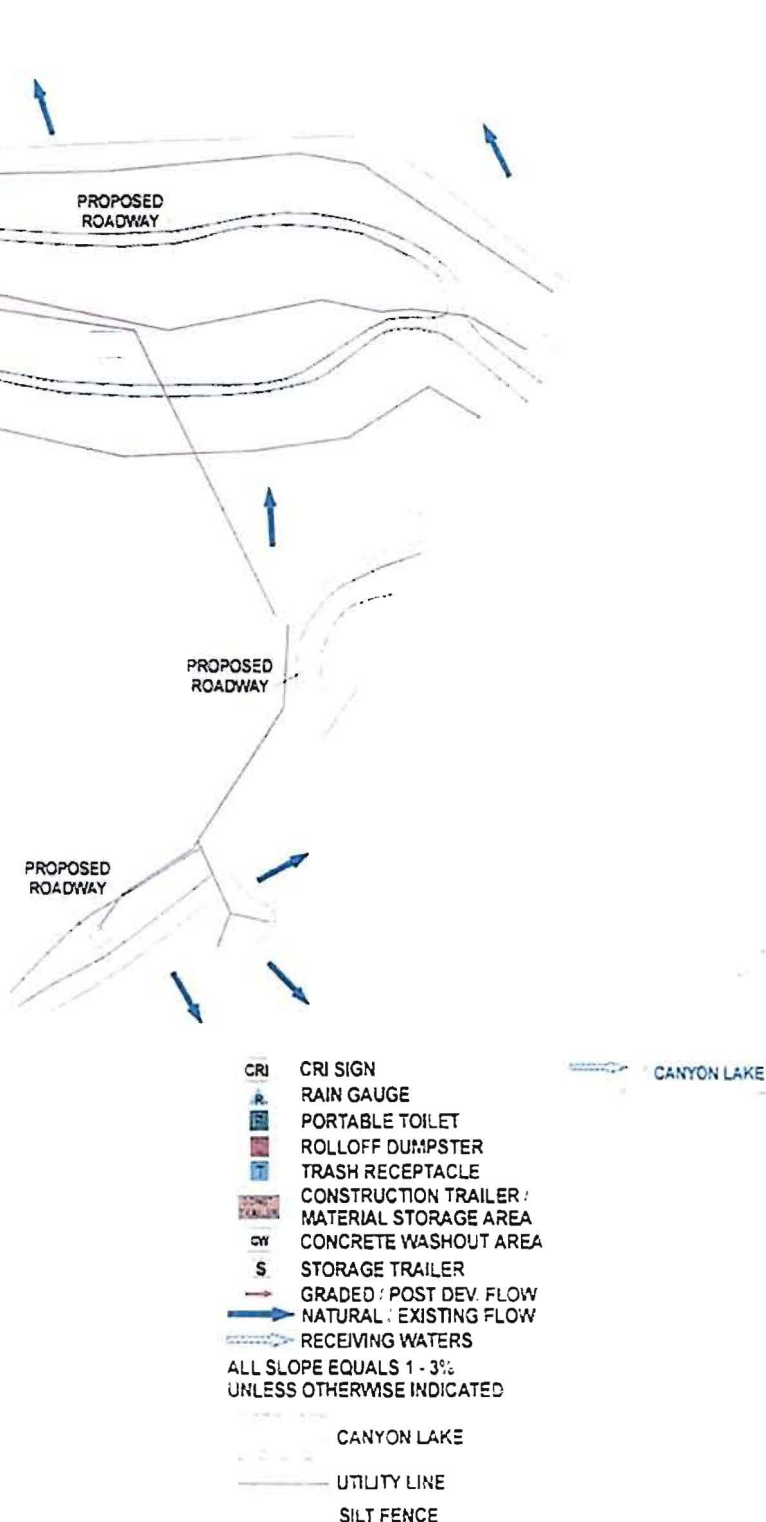 PROPOSED
ROADWAY
PROPOSED
ROADWAY
PROPOSED
ROADWAY
CRI CRI SIGN
CANYON LAKE
R RAIN GAUGE
PORTABLE TOILET
ROLLOFF DUMPSTER
T TRASH RECEPTACLE
CONSTRUCTION TRAILER /
MATERIAL STORAGE AREA
CW CONCRETE WASHOUT AREA
S STORAGE TRAILER
GRADED / POST DEV. FLOW
NATURAL / EXISTING FLOW
RECEIVING WATERS
ALL SLOPE EQUALS 1 - 3%
UNLESS OTHERWISE INDICATED
CANYON LAKE
UTILITY LINE
SILT FENCE